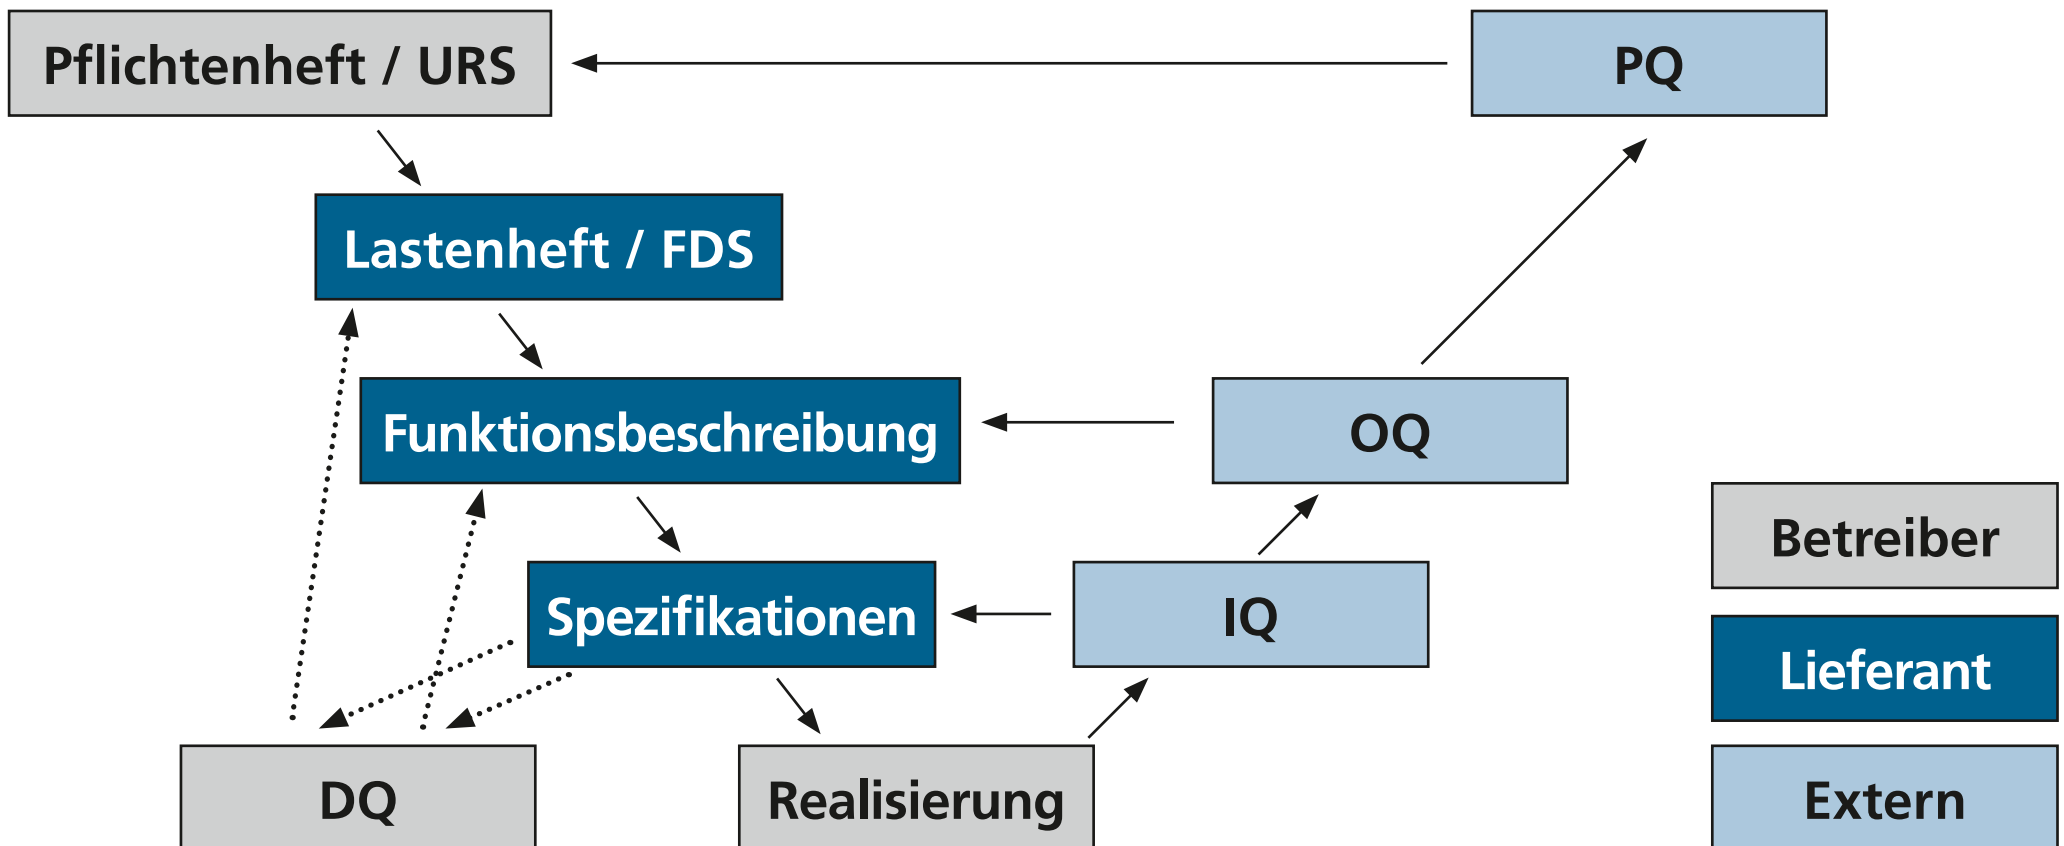 Pflichtenheft / URS
PQ
Lastenheft / FDS
Funktionsbeschreibung
OQ
Betreiber
Spezifikationen
IQ
Lieferant
DQ
Realisierung
Extern